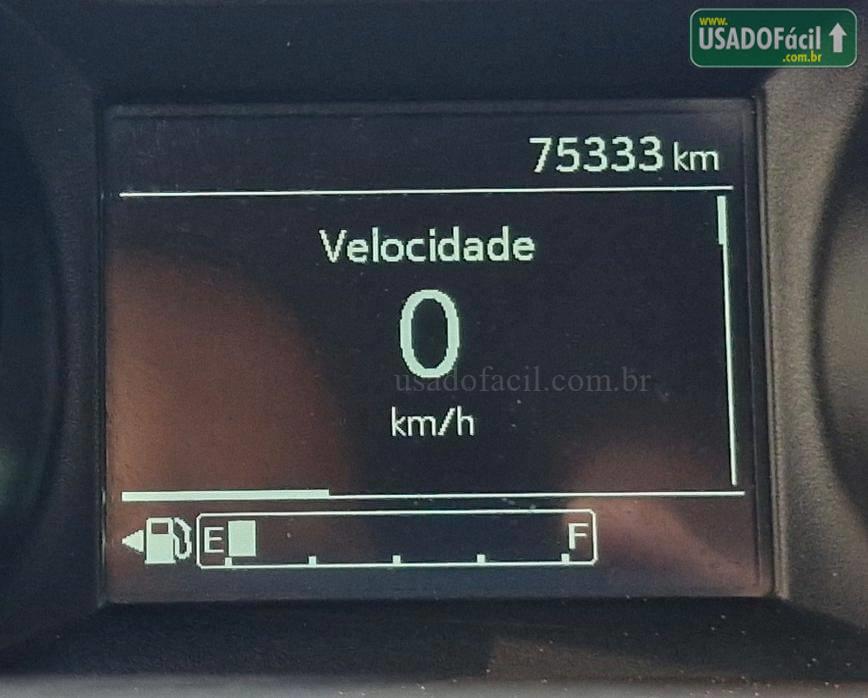 www.
USADOFácil
.com.br
75333 km
Velocidade
0
usadofacil.com.br
km/h
E F